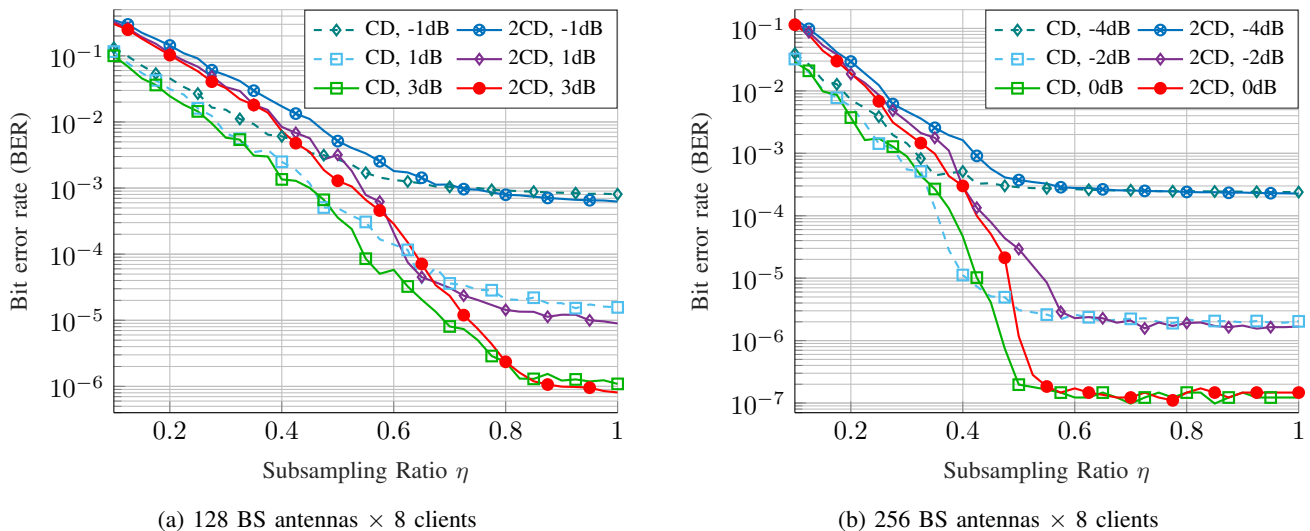 CD, -1dB 2CD, -1dB
CD, 1dB 2CD, 1dB
CD, 3dB 2CD, 3dB
10^{-1}
10^{-2}
10^{-3}
10^{-4}
10^{-5}
10^{-6}
Bit error rate (BER)
0.2 0.4 0.6 0.8 1
Subsampling Ratio η
(a) 128 BS antennas × 8 clients
CD, -4dB 2CD, -4dB
CD, -2dB 2CD, -2dB
CD, 0dB 2CD, 0dB
10^{-1}
10^{-2}
10^{-3}
10^{-4}
10^{-5}
10^{-6}
10^{-7}
Bit error rate (BER)
0.2 0.4 0.6 0.8 1
Subsampling Ratio η
(b) 256 BS antennas × 8 clients